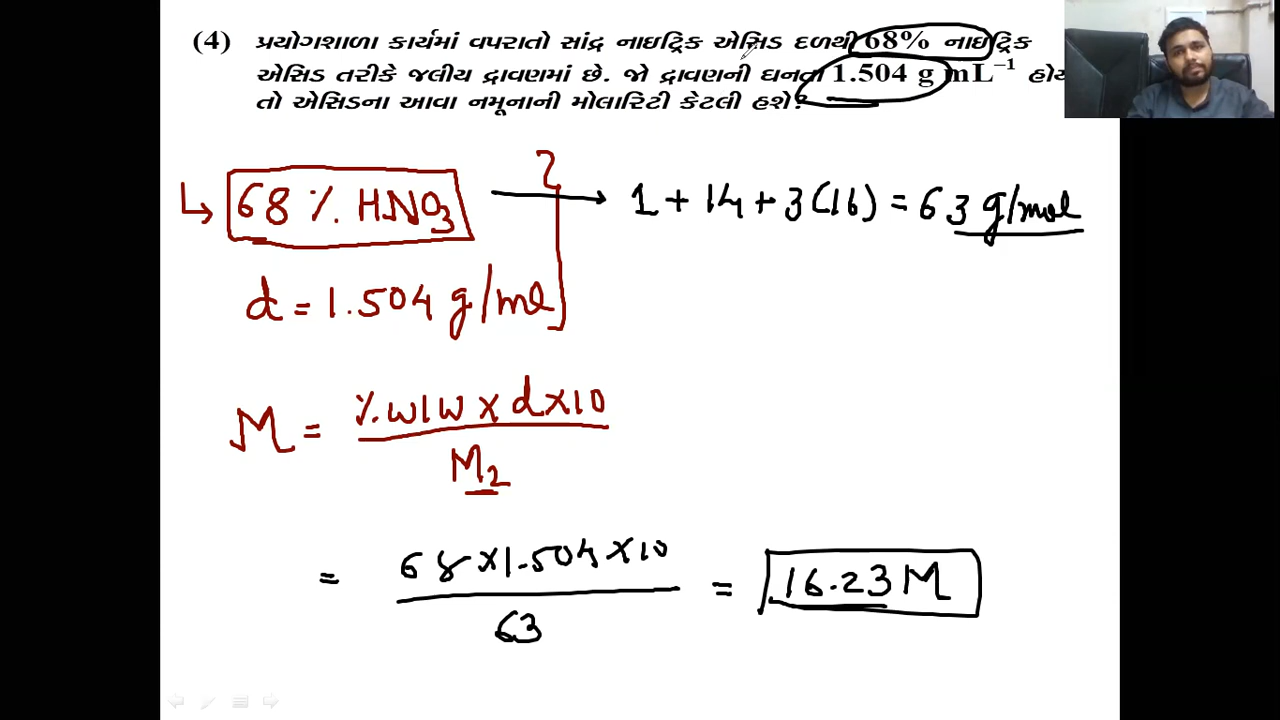 (4) પ્રયોગશાળા કાર્યમાં વપરાતો સાંદ્ર નાઇટ્રિક એસિડ દળથી 68% નાઇટ્રિક
એસિડ તરીકે જલીય દ્રાવણમાં છે. જો દ્રાવણની ઘનતા 1.504 g mL⁻¹ હોય
તો એસિડના આવા નમૂનાની મોલારિટી કેટલી હશે?
68 % HNO₃ → 1 + 14 + 3(16) = 63 g/mol
d = 1.504 g/ml
M = %w/w × d × 10
M₂
= 68 × 1.504 × 10 = 16.23 M
63